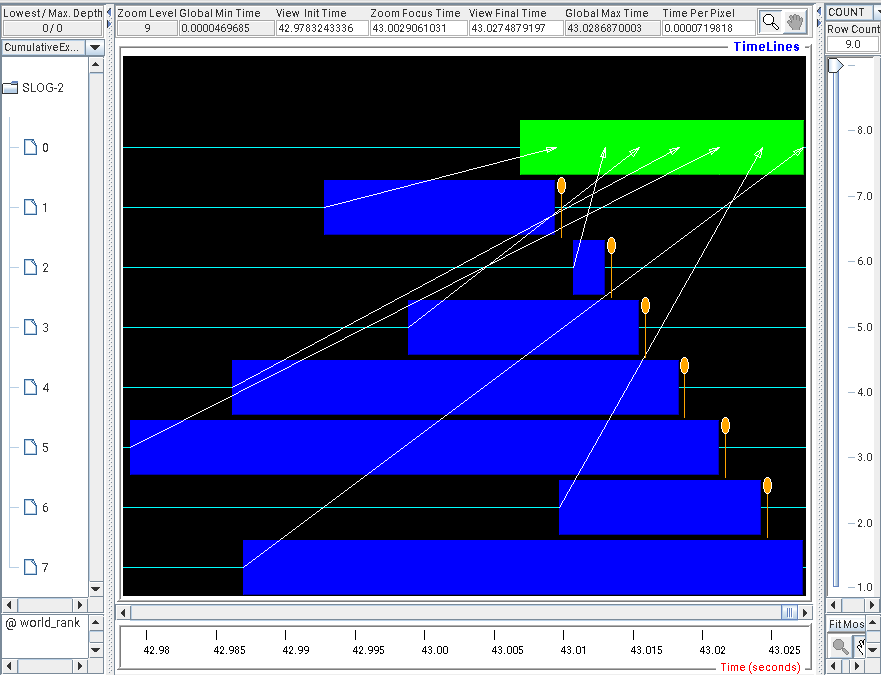 Lowest / Max. Depth
0 / 0
CumulativeEx...
SLOG-2
0
1
2
3
4
5
6
7
@ world_rank
Zoom Level Global Min Time View Init Time Zoom Focus Time View Final Time Global Max Time Time Per Pixel
9 0.0000469685 42.9783243336 43.0029061031 43.0274879197 43.0286870003 0.0000719818
TimeLines
42.98 42.985 42.99 42.995 43.00 43.005 43.01 43.015 43.02 43.025
Time (seconds)
COUNT
Row Count
9.0
8.0
7.0
6.0
5.0
4.0
3.0
2.0
1.0
Fit Mos